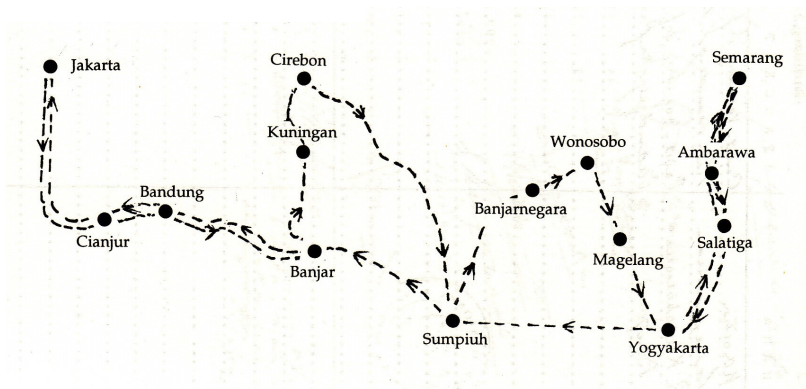 Jakarta
Cirebon
Semarang
Kuningan
Wonosobo
Ambarawa
Bandung
Banjarnegara
Cianjur
Salatiga
Magelang
Banjar
Sumpiuh
Yogyakarta